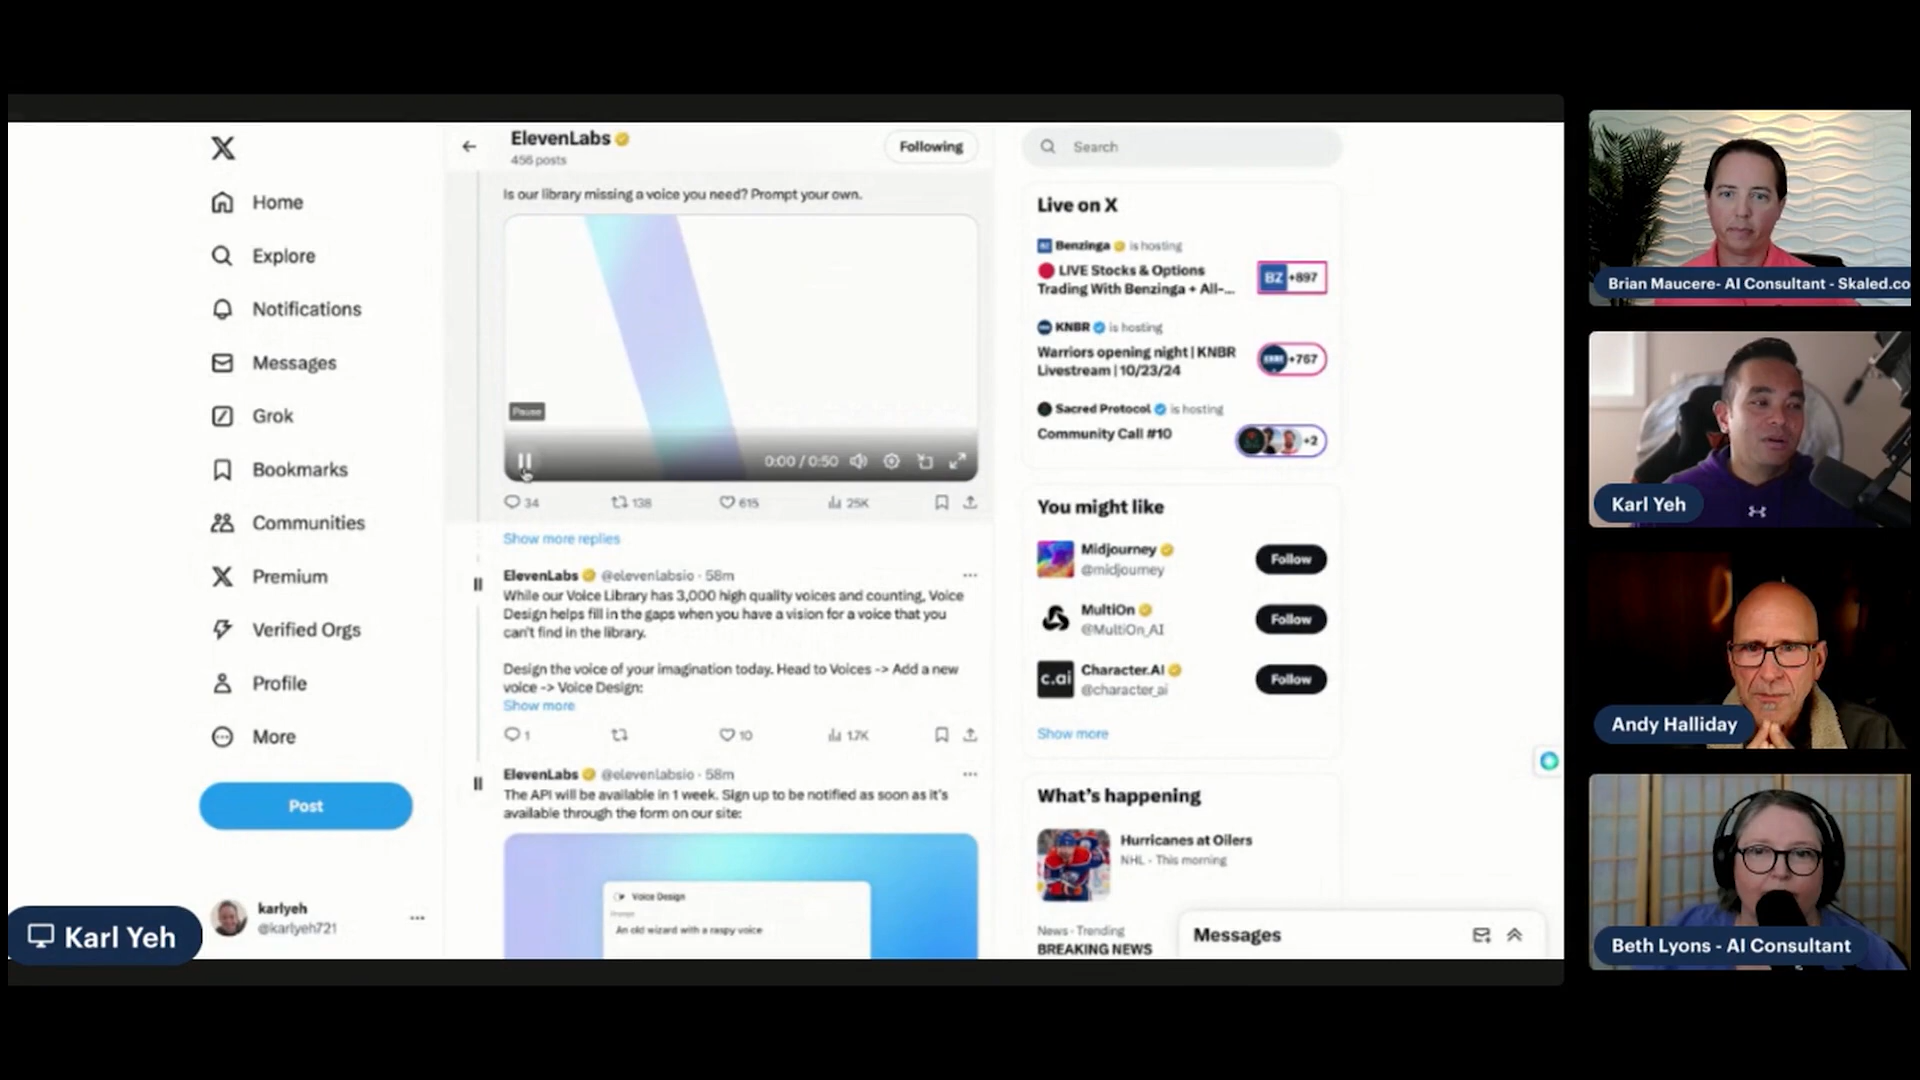 Home
Explore
Notifications
Messages
Grok
Bookmarks
Communities
Premium
Verified Orgs
Profile
More
Post
karlyeh
@karlyeh721
Karl Yeh
ElevenLabs
456 posts
Following
Is our library missing a voice you need? Prompt your own.
Pause
0:00 / 0:50
34
138
615
25K
Show more replies
ElevenLabs @elevenlabsio · 58m
While our Voice Library has 3,000 high quality voices and counting, Voice
Design helps fill in the gaps when you have a vision for a voice that you
can't find in the library.
Design the voice of your imagination today. Head to Voices -> Add a new
voice -> Voice Design:
Show more
1
10
1.7K
ElevenLabs @elevenlabsio · 58m
The API will be available in 1 week. Sign up to be notified as soon as it's
available through the form on our site:
Voice Design
Prompt
An old wizard with a raspy voice
Search
Live on X
Benzinga is hosting
LIVE Stocks & Options
Trading With Benzinga + All-...
BZ +897
KNBR is hosting
Warriors opening night | KNBR
Livestream | 10/23/24
+767
Sacred Protocol is hosting
Community Call #10
+2
You might like
Midjourney
@midjourney
Follow
MultiOn
@MultiOn_AI
Follow
c.ai
Character.AI
@character_ai
Follow
Show more
What's happening
Hurricanes at Oilers
NHL · This morning
News · Trending
BREAKING NEWS
Messages
Brian Maucere- AI Consultant - Skaled.co
Karl Yeh
Andy Halliday
Beth Lyons - AI Consultant